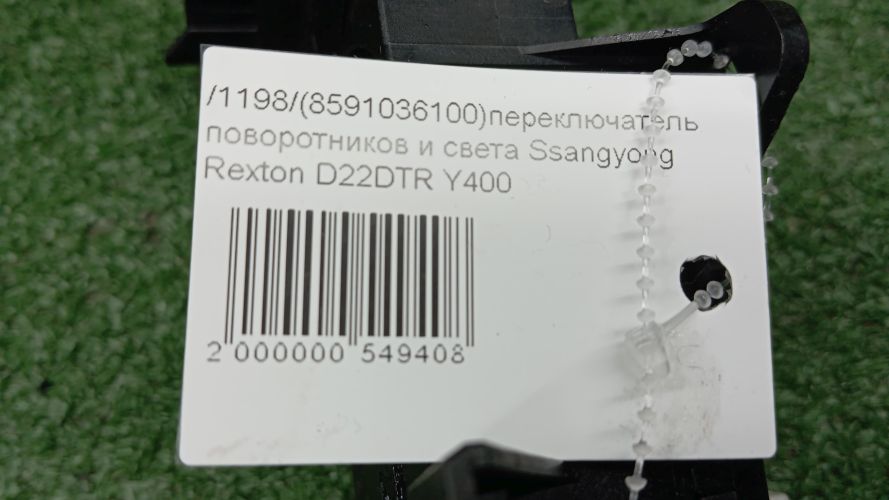 /1198/(8591036100)переключатель
поворотников и света Ssangyong
Rexton D22DTR Y400
2 000000 549408